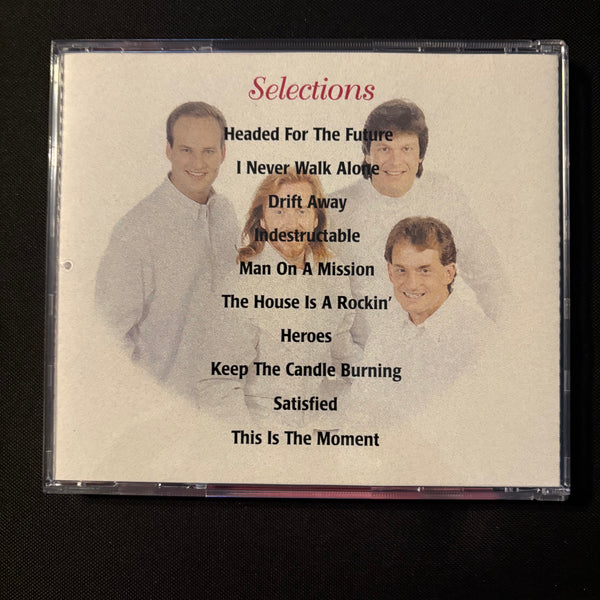 Selections
Headed For The Future
I Never Walk Alone
Drift Away
Indestructable
Man On A Mission
The House Is A Rockin'
Heroes
Keep The Candle Burning
Satisfied
This Is The Moment